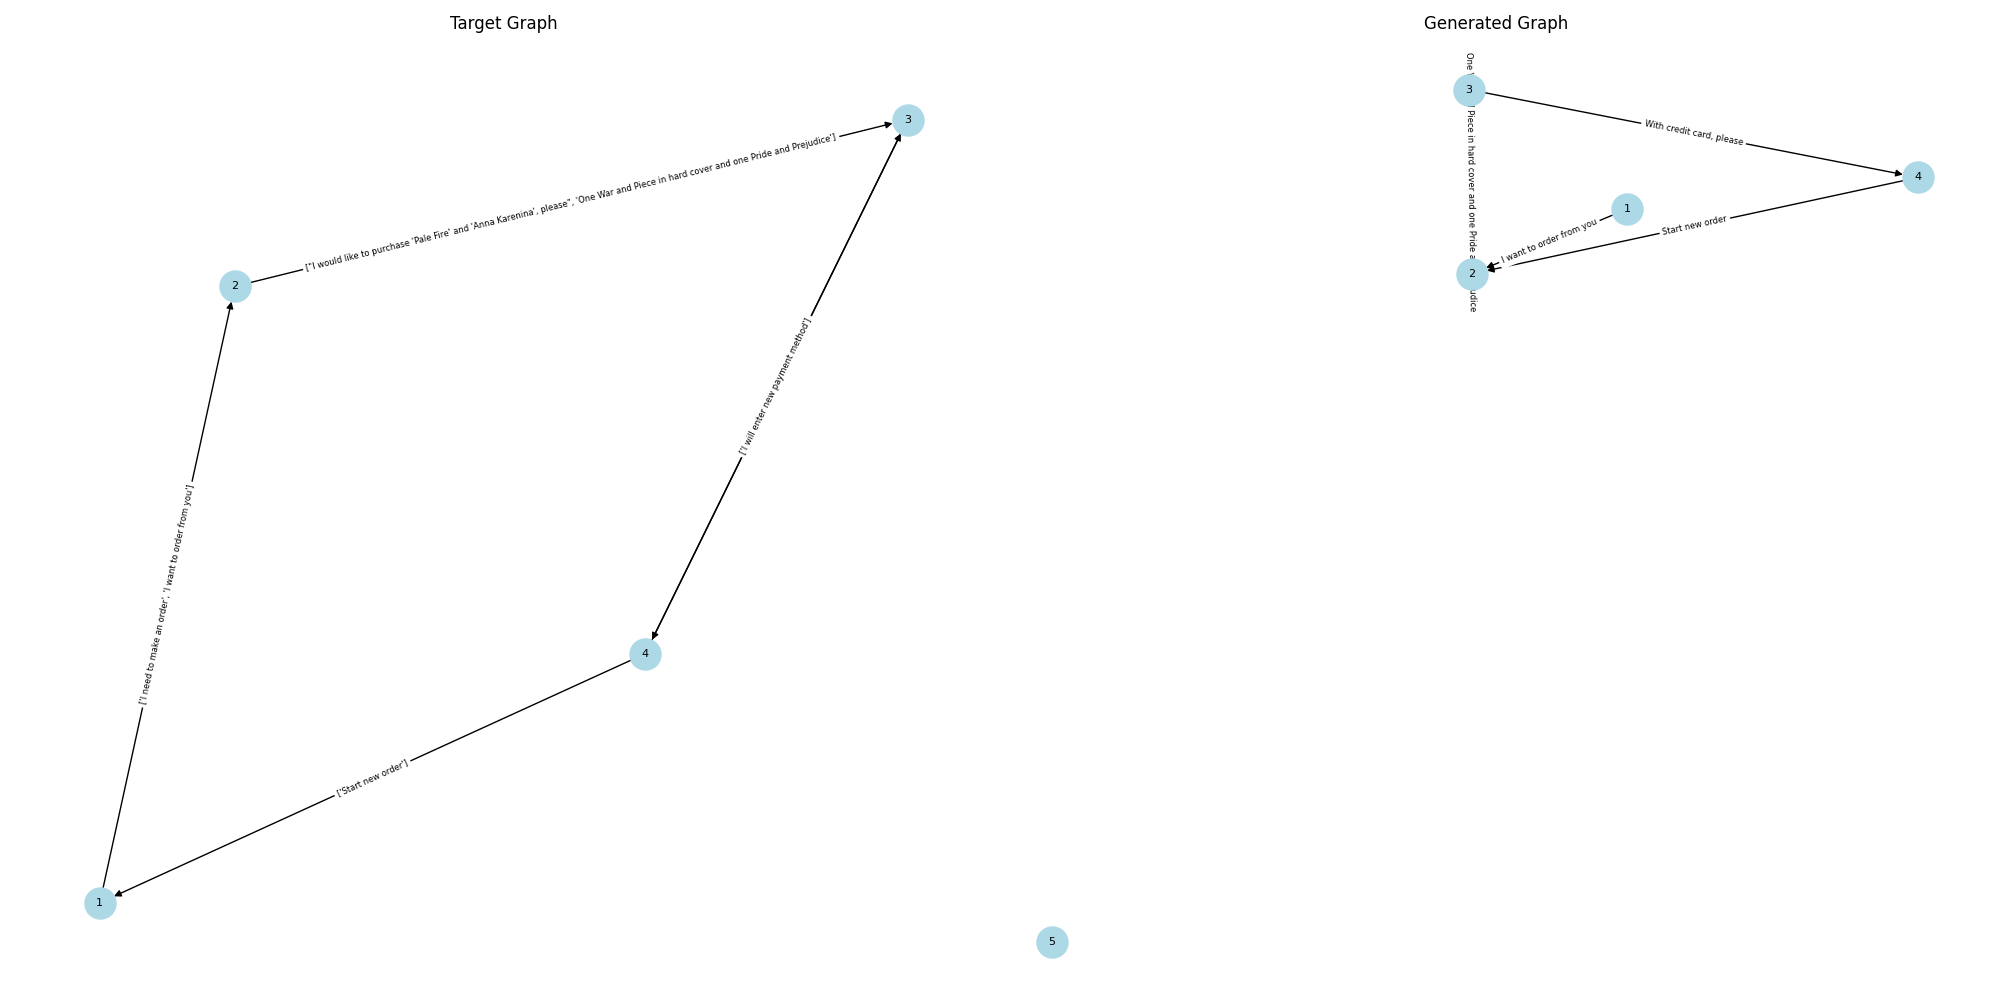 Target Graph
3
["I would like to purchase 'Pale Fire' and 'Anna Karenina', please", 'One War and Piece in hard cover and one Pride and Prejudice']
2
['I will enter new payment method']
['I need to make an order', 'I want to order from you']
4
['Start new order']
1
Generated Graph
One
3
Piece in hard cover and one Pride
With credit card, please
4
1
I want to order from you
Start new order
2
5